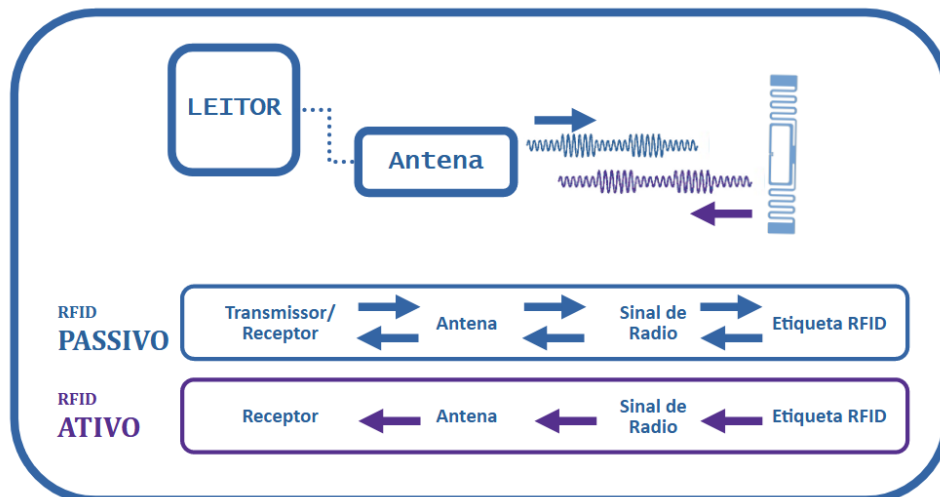 LEITOR
Antena
RFID
PASSIVO
Transmissor/
Receptor
Antena
Sinal de
Radio
Etiqueta RFID
RFID
ATIVO
Receptor
Antena
Sinal de
Radio
Etiqueta RFID